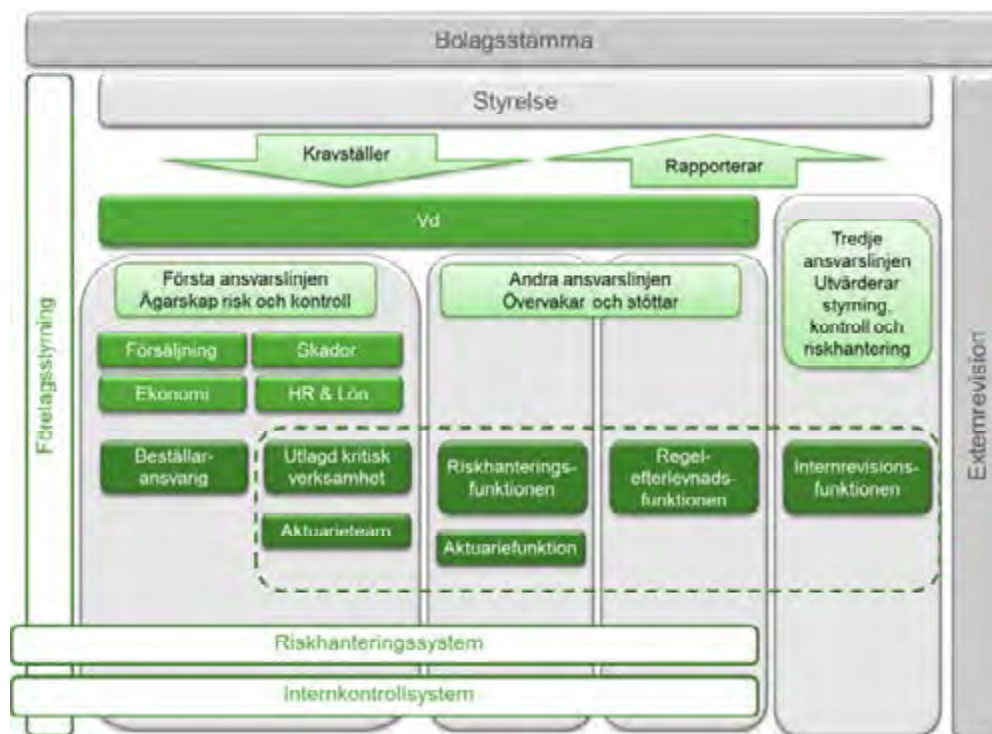 Bolagsstämma
Styrelse
Kravställer
Rapporterar
Vd
Första ansvarslinjen
Ägarskap risk och kontroll
Andra ansvarslinjen
Övervakar och stöttar
Tredje
ansvarslinjen
Utvärderar
styrning,
kontroll och
riskhantering
Försäljning
Skador
Ekonomi
HR & Lön
Beställar-
ansvarig
Utlagd kritisk
verksamhet
Aktuarieteam
Riskhanterings-
funktionen
Aktuariefunktion
Regel-
efterlevnads-
funktionen
Internrevisions-
funktionen
Riskhanteringssystem
Internkontrollsystem
Företagsstyrning
Externrevision